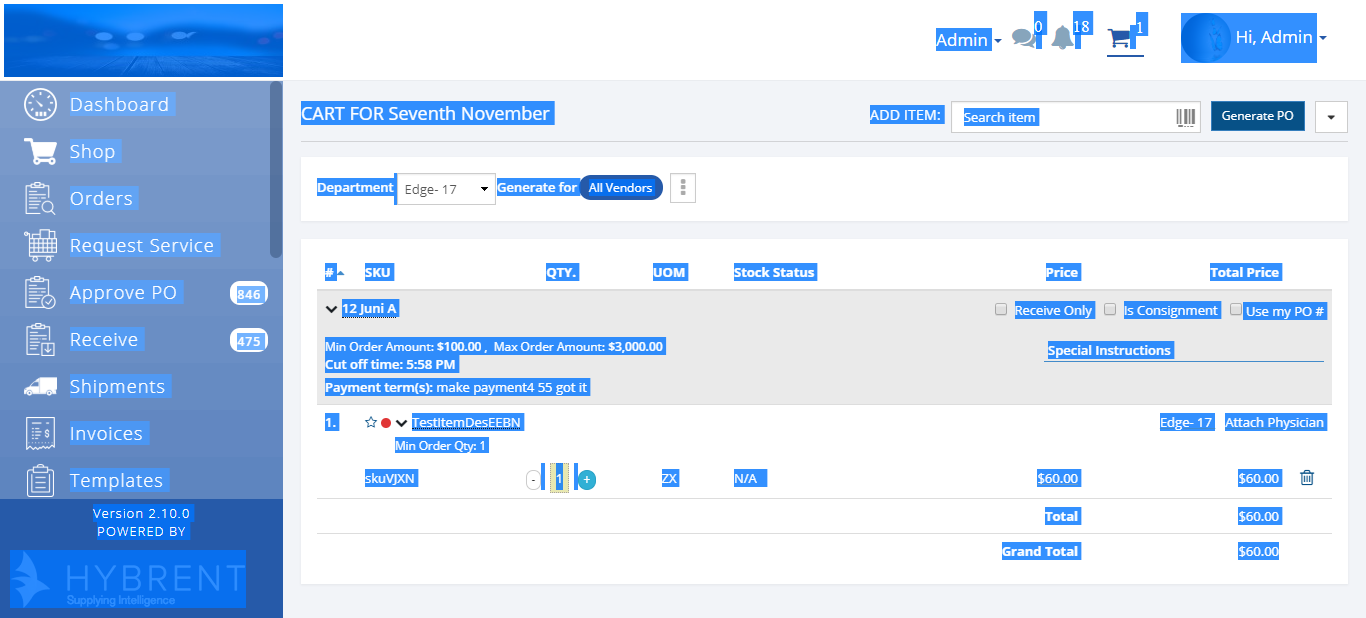 Admin 0 18 1 Hi, Admin
Dashboard
Shop
Orders
Request Service
Approve PO 846
Receive 475
Shipments
Invoices
Templates
Version 2.10.0
POWERED BY
HYBRENT
Supplying Intelligence
CART FOR Seventh November ADD ITEM: Search item Generate PO
Department Edge- 17 Generate for All Vendors
# SKU QTY. UOM Stock Status Price Total Price
12 Juni A Receive Only Is Consignment Use my PO #
Min Order Amount: $100.00 , Max Order Amount: $3,000.00
Special Instructions
Cut off time: 5:58 PM
Payment term(s): make payment4 55 got it
1. TestItemDesEEBN Edge- 17 Attach Physician
Min Order Qty: 1
skuVJXN - 1 + ZX N/A $60.00 $60.00
Total $60.00
Grand Total $60.00